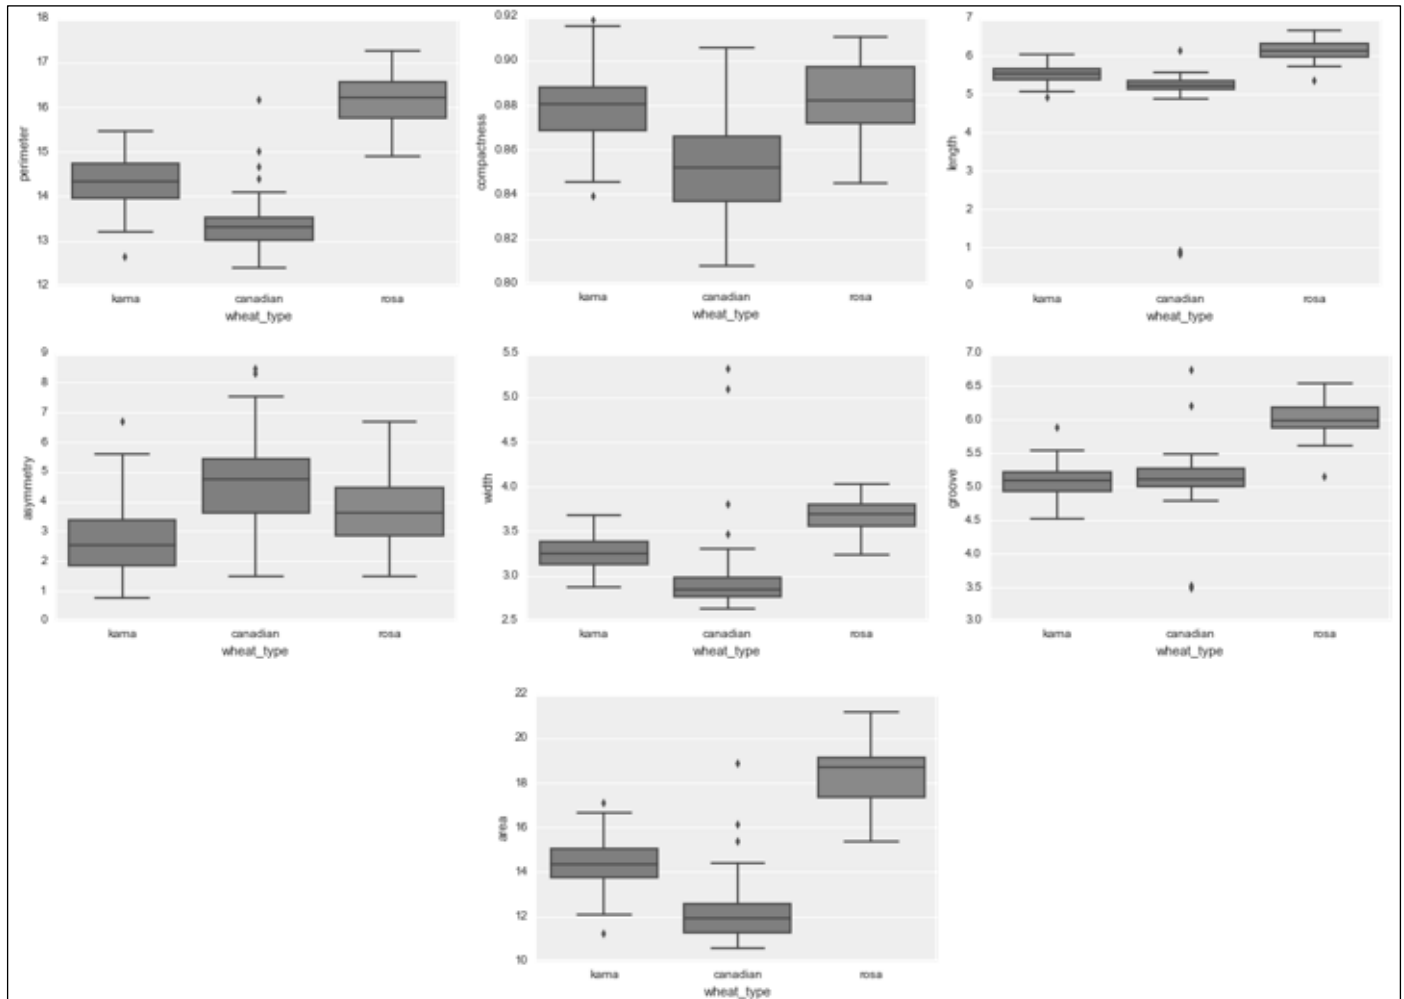 18
17
16
15
14
13
12
perimeter
kama canadian rosa
wheat_type
0.92
0.90
0.88
0.86
0.84
0.82
0.80
compactness
kama canadian rosa
wheat_type
7
6
5
4
3
2
1
0
length
kama canadian rosa
wheat_type
9
8
7
6
5
4
3
2
1
0
asymmetry
kama canadian rosa
wheat_type
5.5
5.0
4.5
4.0
3.5
3.0
2.5
width
kama canadian rosa
wheat_type
7.0
6.5
6.0
5.5
5.0
4.5
4.0
3.5
3.0
groove
kama canadian rosa
wheat_type
22
20
18
16
14
12
10
area
kama canadian rosa
wheat_type